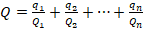 Q = q₁/Q₁ + q₂/Q₂ + ⋯ + qₙ/Qₙ